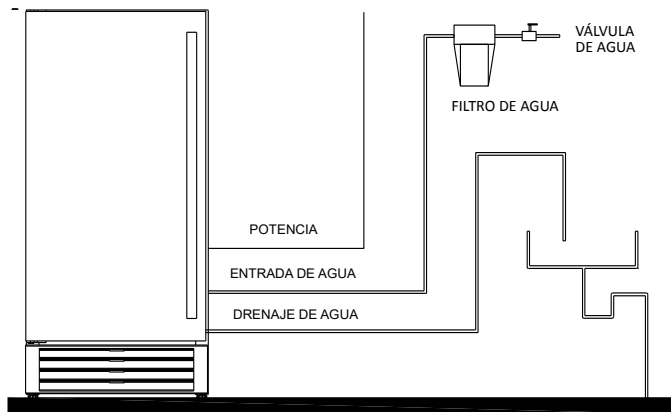 VÁLVULA
DE AGUA
FILTRO DE AGUA
POTENCIA
ENTRADA DE AGUA
DRENAJE DE AGUA